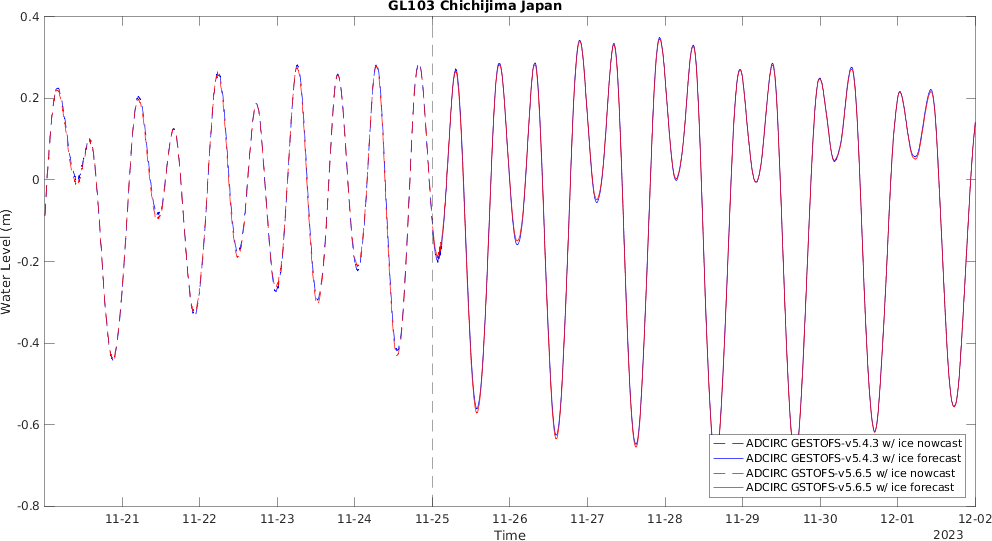 GL103 Chichijima Japan
0.4
0.2
0
-0.2
-0.4
-0.6
-0.8
Water Level (m)
ADCIRC GESTOFS-v5.4.3 w/ ice nowcast
ADCIRC GESTOFS-v5.4.3 w/ ice forecast
ADCIRC GSTOFS-v5.6.5 w/ ice nowcast
ADCIRC GSTOFS-v5.6.5 w/ ice forecast
11-21 11-22 11-23 11-24 11-25 11-26 11-27 11-28 11-29 11-30 12-01 12-02
Time
2023